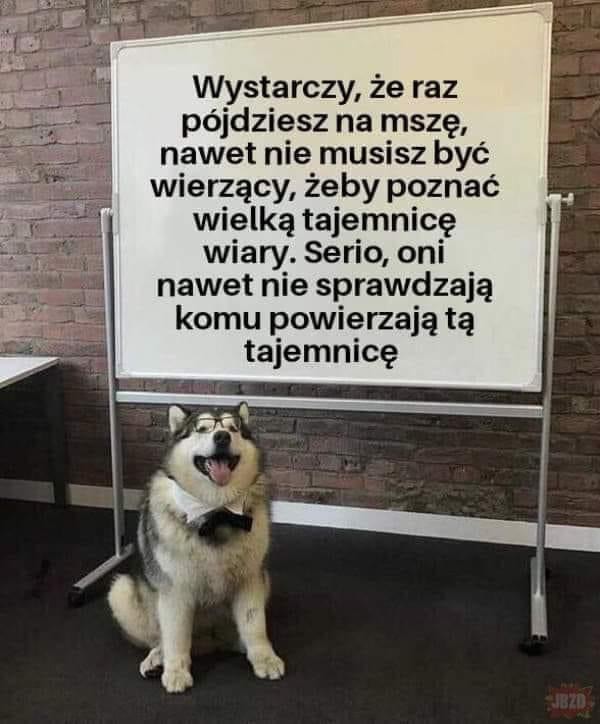 Wystarczy, że raz
pójdziesz na mszę,
nawet nie musisz być
wierzący, żeby poznać
wielką tajemnicę
wiary. Serio, oni
nawet nie sprawdzają
komu powierzają tą
tajemnicę
JBZD